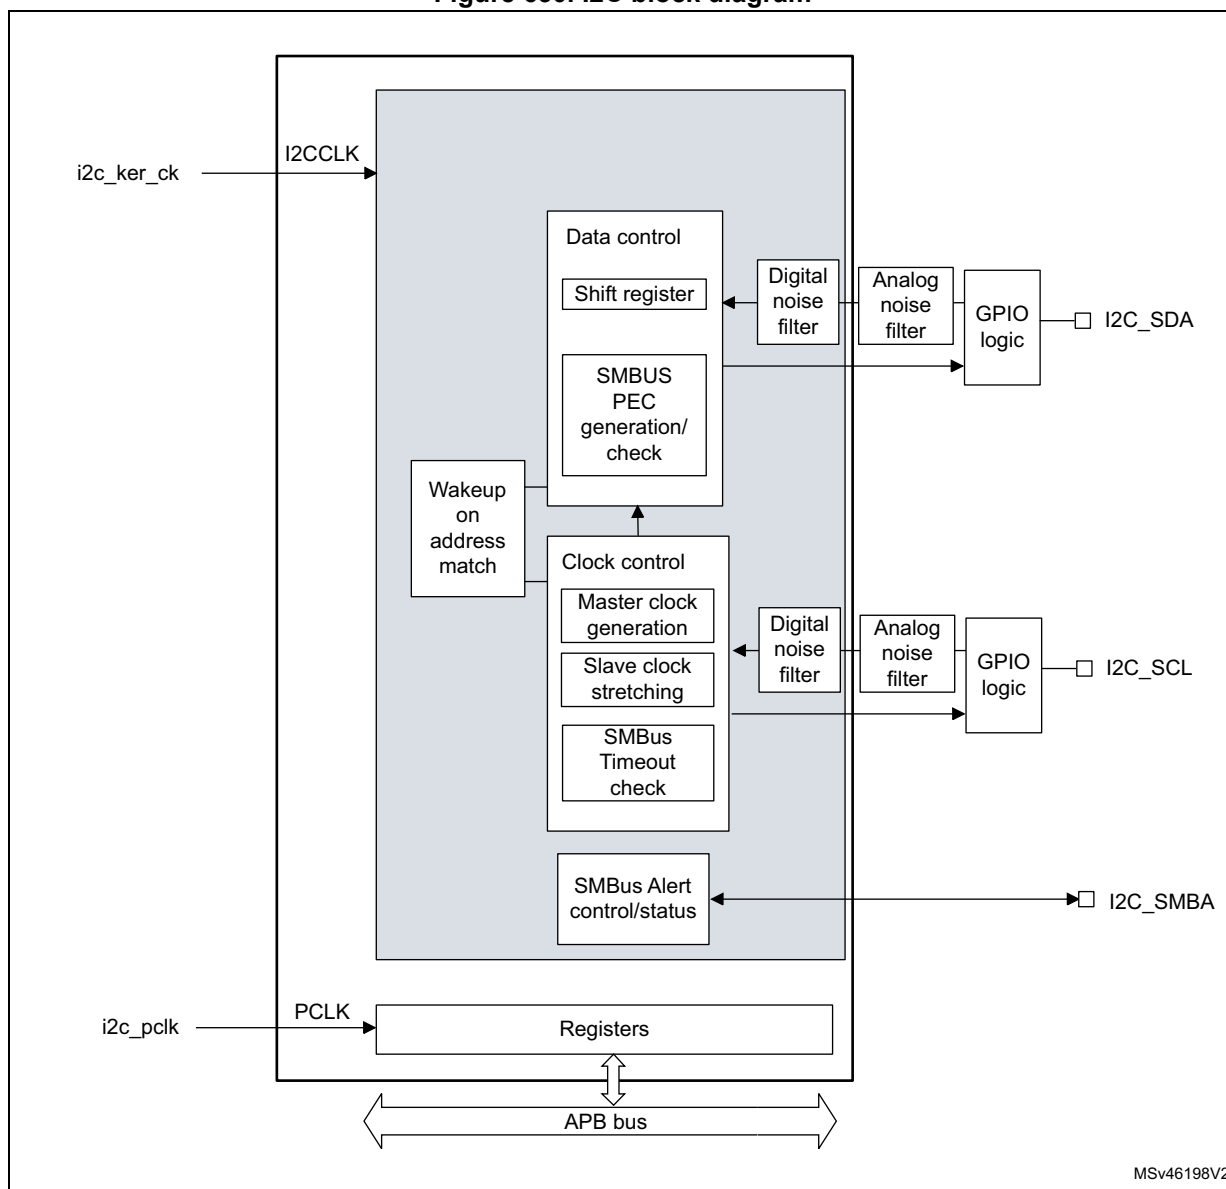 I2CCLK
i2c_ker_ck
Data control
Shift register
SMBUS
PEC
generation/
check
Digital
noise
filter
Analog
noise
filter
GPIO
logic
I2C_SDA
Wakeup
on
address
match
Clock control
Master clock
generation
Slave clock
stretching
SMBus
Timeout
check
Digital
noise
filter
Analog
noise
filter
GPIO
logic
I2C_SCL
SMBus Alert
control/status
I2C_SMBA
PCLK
i2c_pclk
Registers
APB bus
MSv46198V2